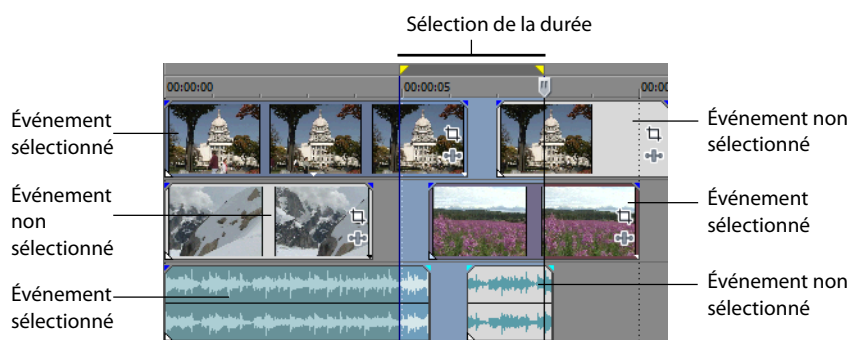 Sélection de la durée
00:00:00
00:00:05
00:00
Événement
sélectionné
Événement non
sélectionné
Événement
non
sélectionné
Événement
sélectionné
Événement
sélectionné
Événement non
sélectionné